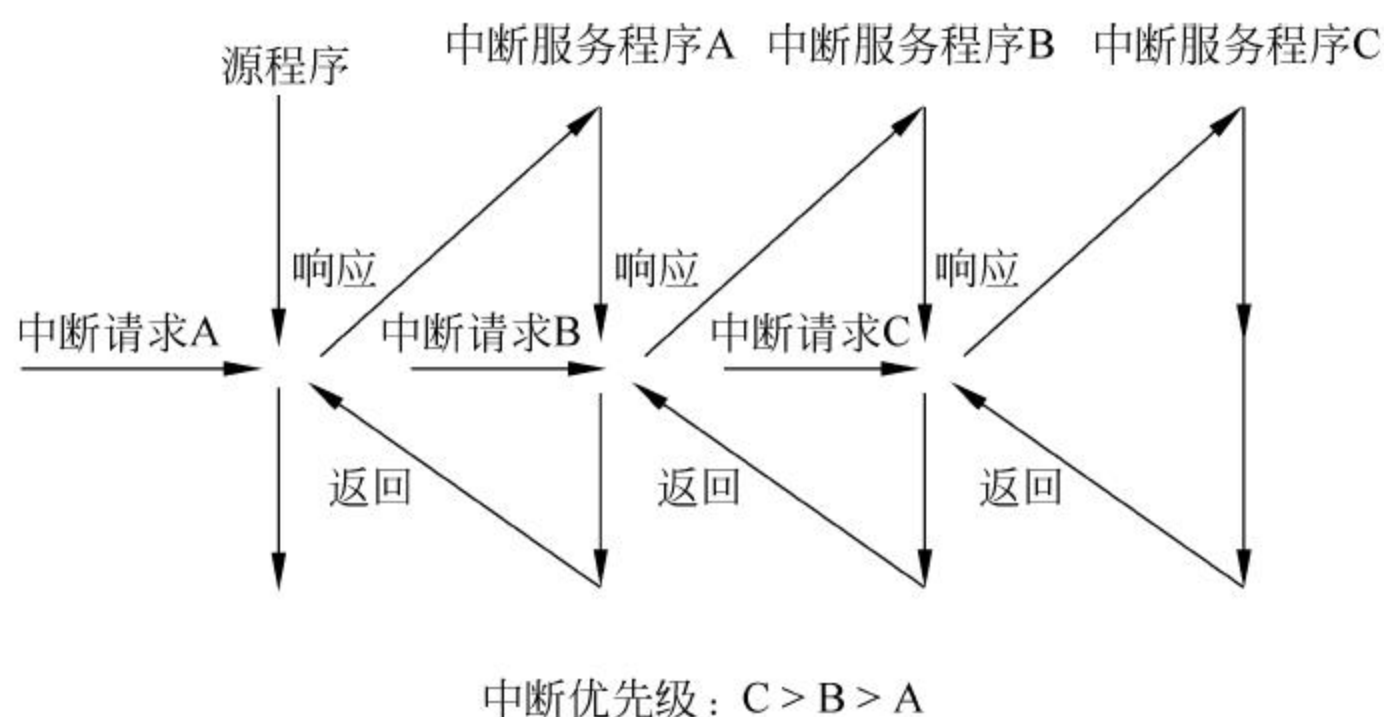 源程序
中断服务程序A
中断服务程序B
中断服务程序C
响应
响应
响应
中断请求A
中断请求B
中断请求C
返回
返回
返回
中断优先级：C > B > A